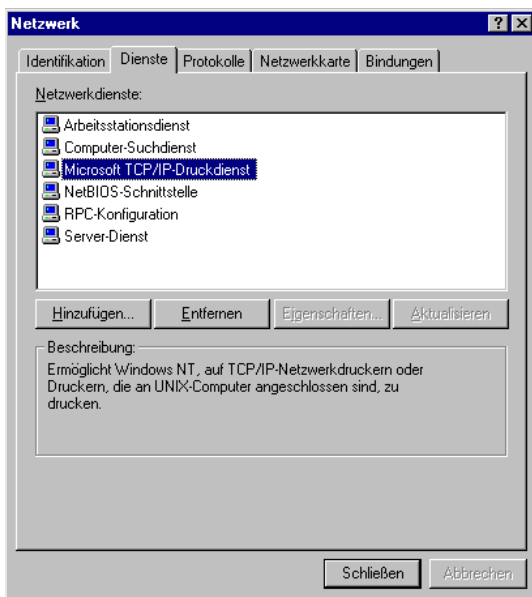 Netzwerk
Identifikation Dienste Protokolle Netzwerkkarte Bindungen
Netzwerkdienste:
Arbeitsstationsdienst
Computer-Suchdienst
Microsoft TCP/IP-Druckdienst
NetBIOS-Schnittstelle
RPC-Konfiguration
Server-Dienst
Hinzufügen... Entfernen Eigenschaften... Aktualisieren
Beschreibung:
Ermöglicht Windows NT, auf TCP/IP-Netzwerkdruckern oder
Druckern, die an UNIX-Computer angeschlossen sind, zu
drucken.
Schließen Abbrechen